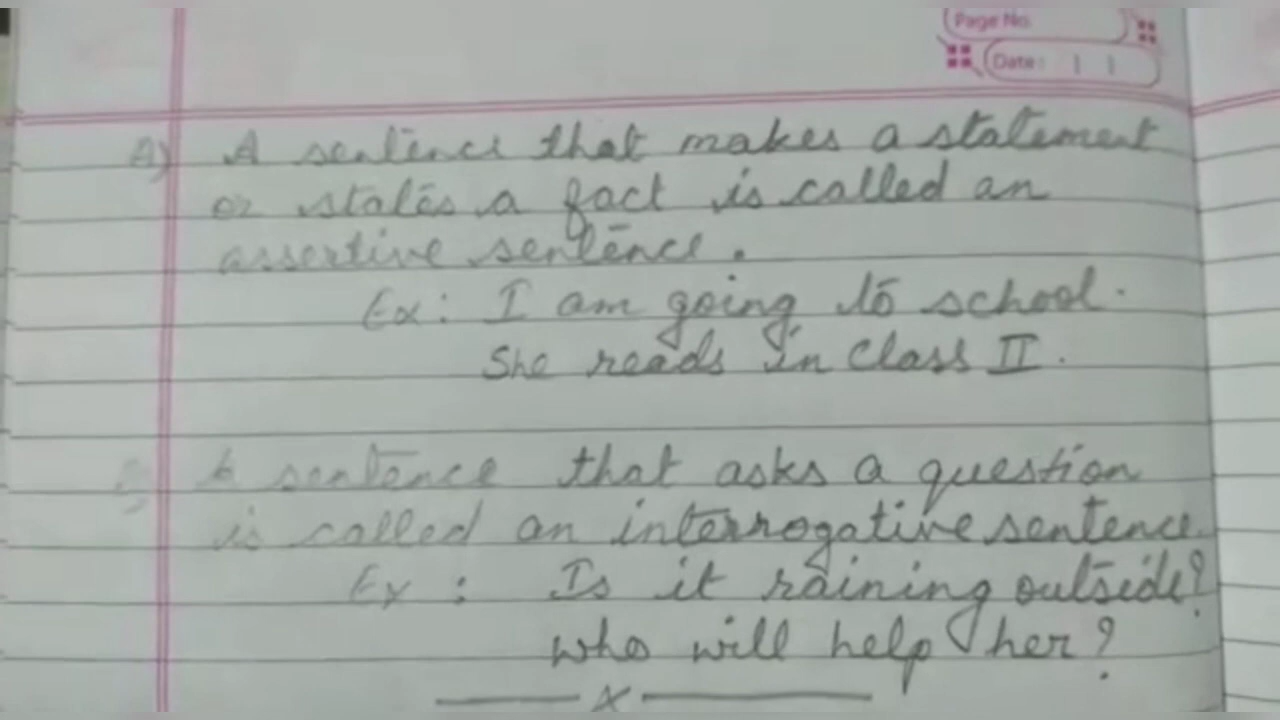 Page No.
Date:
A) A sentence that makes a statement
or states a fact is called an
assertive sentence.
Ex: I am going to school.
She reads in Class II.
A sentence that asks a question
is called an interrogative sentence.
Ex : Is it raining outside?
Who will help her?
x